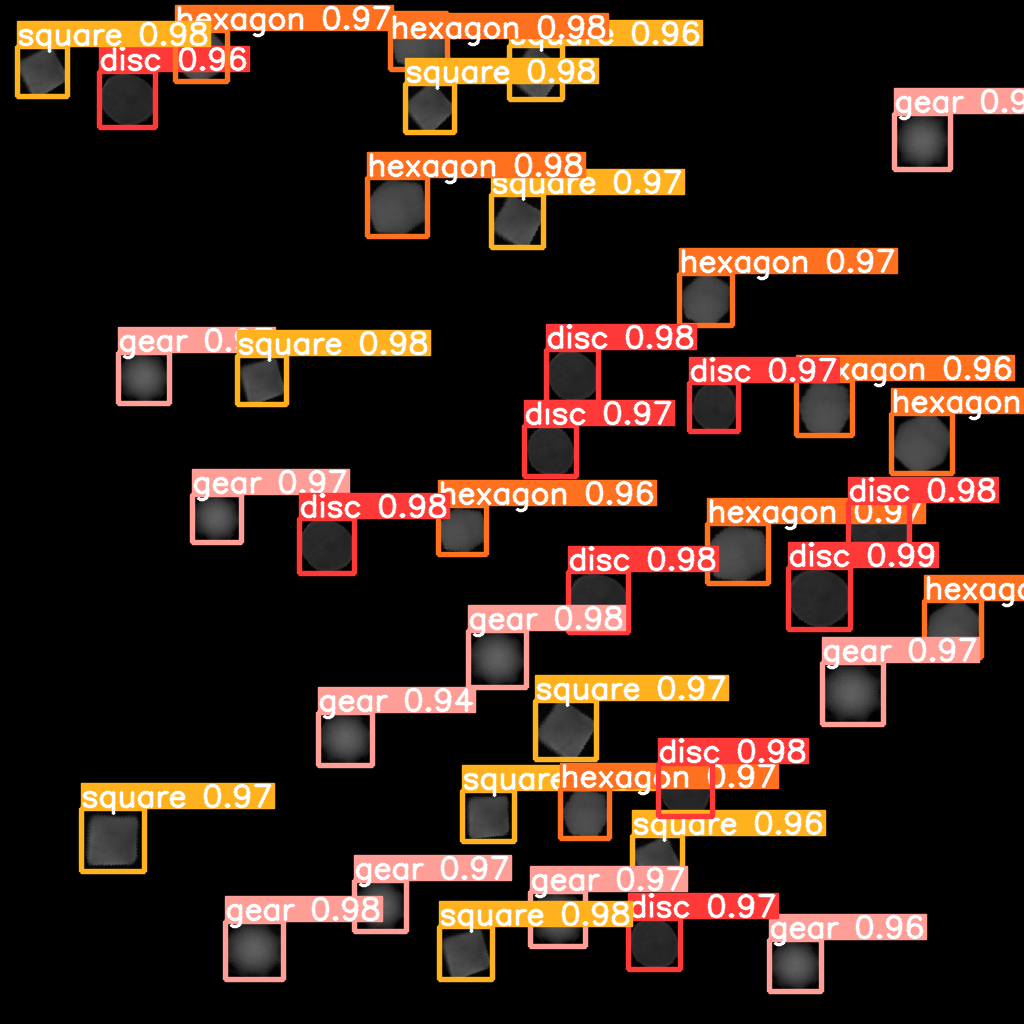 hexagon 0.97
hexagon 0.98
square 0.98
square 0.96
disc 0.96
square 0.98
gear 0.9
hexagon 0.98
square 0.97
hexagon 0.97
disc 0.98
gear 0.97
square 0.98
disc 0.97
hexagon 0.96
hexagon
disc 0.97
gear 0.97
hexagon 0.96
disc 0.98
disc 0.98
hexagon 0.97
disc 0.99
disc 0.98
hexago
gear 0.98
gear 0.97
square 0.97
gear 0.94
disc 0.98
square
hexagon 0.97
square 0.97
square 0.96
gear 0.97
gear 0.97
gear 0.98
square 0.98
disc 0.97
gear 0.96